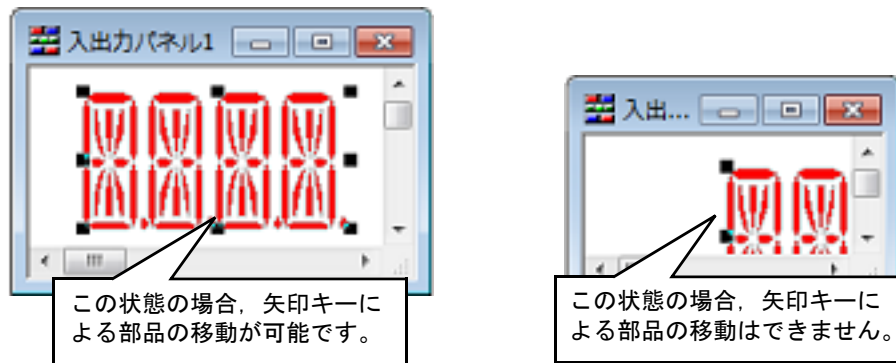 入出力パネル1
入出...
この状態の場合，矢印キーに
よる部品の移動が可能です。
この状態の場合，矢印キーに
よる部品の移動はできません。